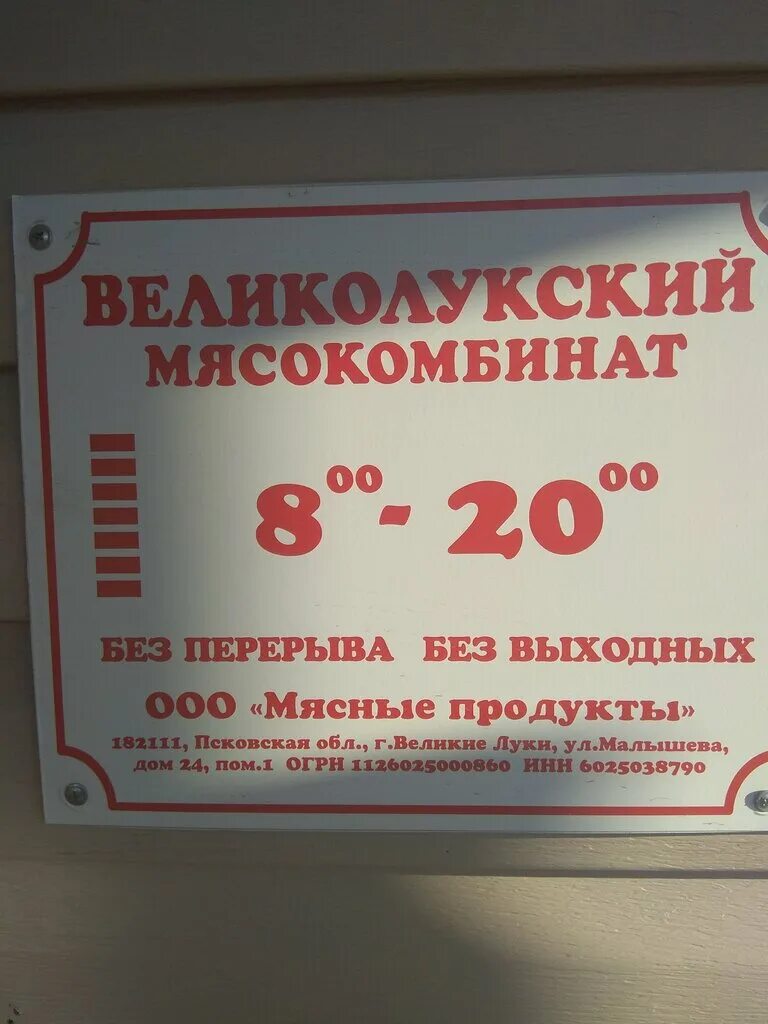 ВЕЛИКОЛУКСКИЙ
МЯСОКОМБИНАТ
8⁰⁰- 20⁰⁰
БЕЗ ПЕРЕРЫВА БЕЗ ВЫХОДНЫХ
ООО «Мясные продукты»
182111, Псковская обл., г.Великие Луки, ул.Малышева,
дом 24, пом.1 ОГРН 1126025000860 ИНН 6025038790